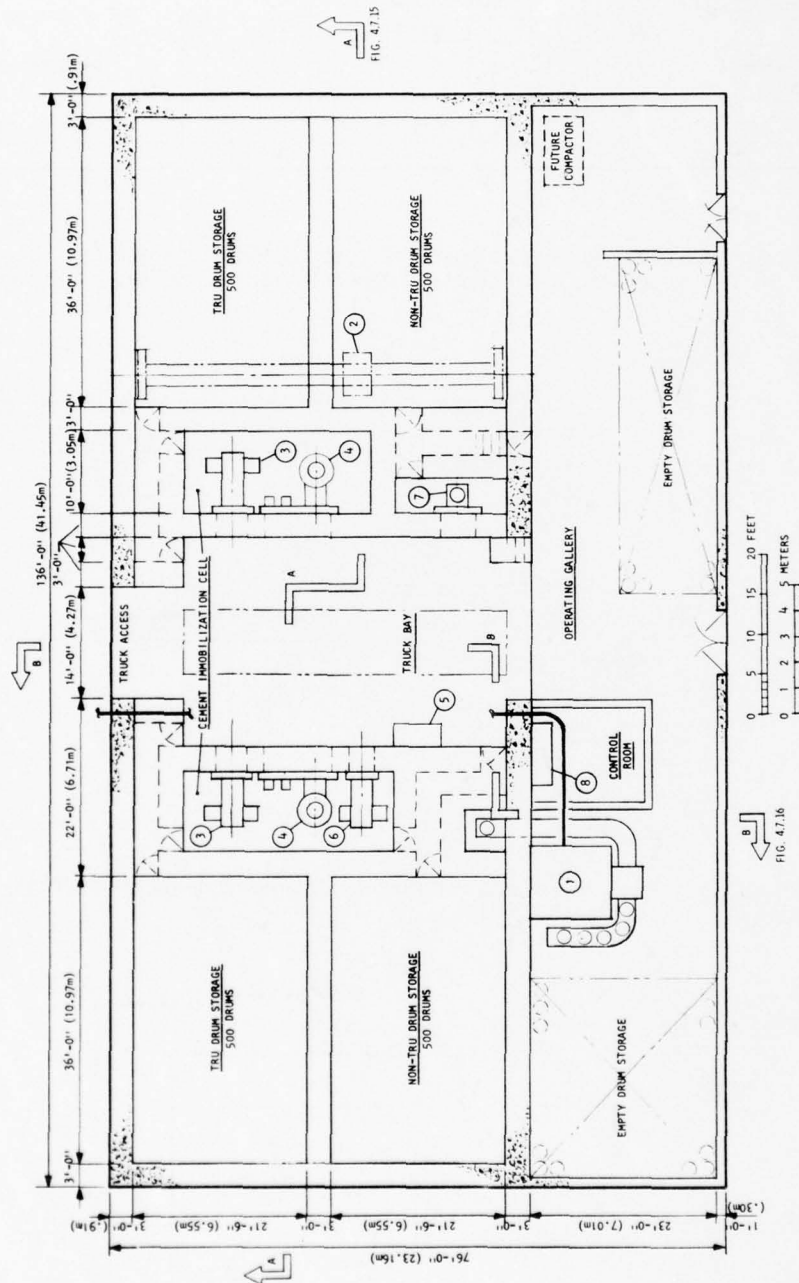 136'-0" (41.45m)
3'-0"
36'-0" (10.97m)
22'-0" (6.71m)
14'-0" (4.27m)
3'-0"
10'-0"(3.05m)
3'-0"
36'-0" (10.97m)
3'-0" (.91m)
B
A
FIG. 4.7.15
A
76'-0" (23.16m)
3'-0" (.91m)
21'-6" (6.55m)
3'-0"
21'-6" (6.55m)
3'-0"
23'-0" (7.01m)
1'-0"
(.30m)
TRUCK ACCESS
CEMENT IMMOBILIZATION CELL
TRU DRUM STORAGE
500 DRUMS
3
4
6
A
3
4
TRU DRUM STORAGE
500 DRUMS
NON-TRU DRUM STORAGE
500 DRUMS
5
TRUCK BAY
B
7
2
NON-TRU DRUM STORAGE
500 DRUMS
1
8
CONTROL
ROOM
OPERATING GALLERY
FUTURE
COMPACTOR
EMPTY DRUM STORAGE
EMPTY DRUM STORAGE
B
FIG. 4.7.16
0 5 10 15 20 FEET
0 1 2 3 4 5 METERS